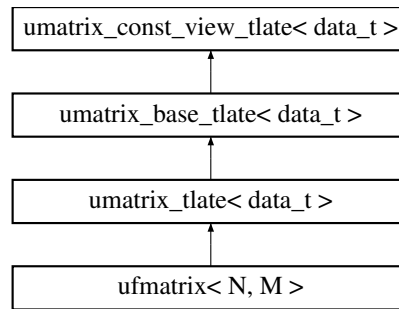 umatrix_const_view_tlate< data_t >
umatrix_base_tlate< data_t >
umatrix_tlate< data_t >
ufmatrix< N, M >